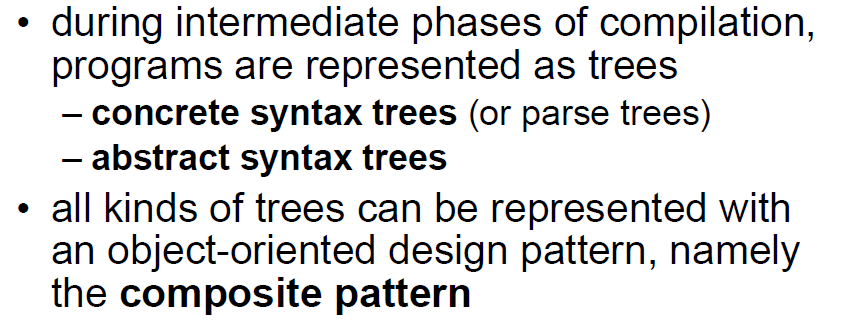 • during intermediate phases of compilation,
programs are represented as trees
– concrete syntax trees (or parse trees)
– abstract syntax trees
• all kinds of trees can be represented with
an object-oriented design pattern, namely
the composite pattern